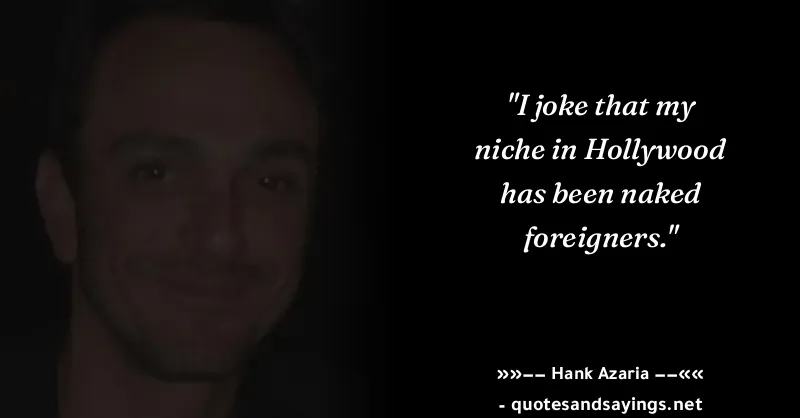 "I joke that my
niche in Hollywood
has been naked
foreigners."
»»−− Hank Azaria −−««
- quotesandsayings.net